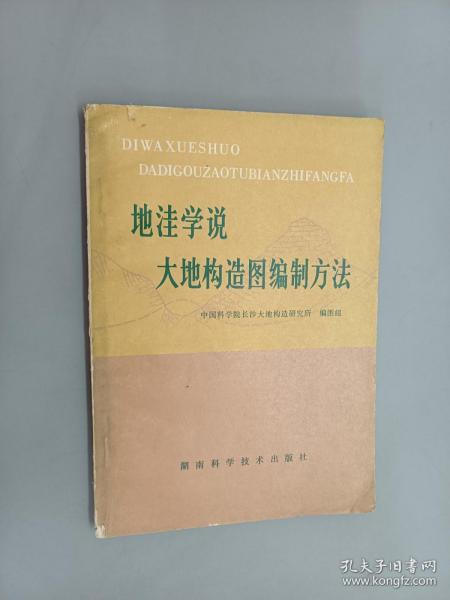 DIWAXUESHUO
DADIGOUZAOTUBIANZHIFANGFA
地洼学说
大地构造图编制方法
中国科学院长沙大地构造研究所 编图组
湖南科学技术出版社
孔夫子旧书网
www.kongfz.com